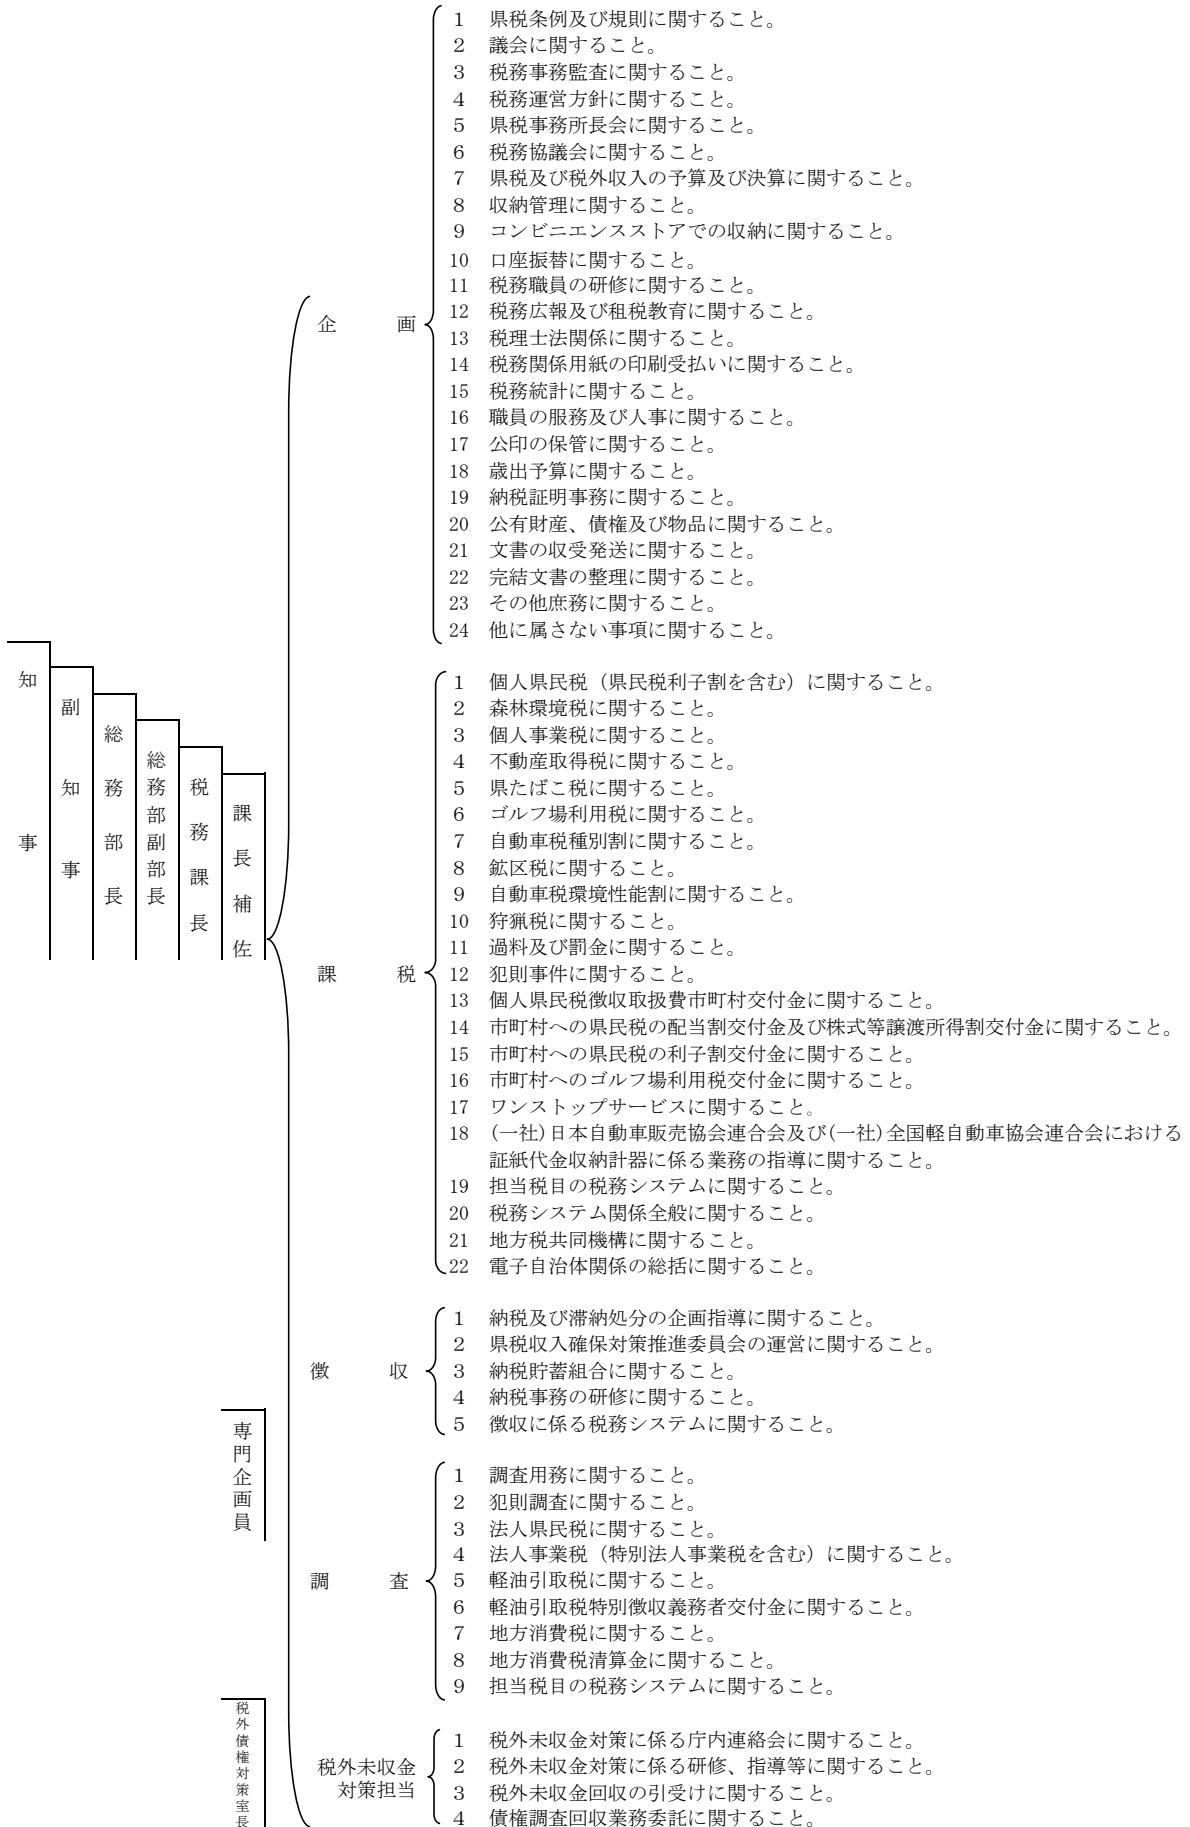 知事
副知事
総務部長
総務部副部長
税務課長
課長補佐
専門企画員
税外債権対策室長
企画
1 県税条例及び規則に関すること。
2 議会に関すること。
3 税務事務監査に関すること。
4 税務運営方針に関すること。
5 県税事務所長会に関すること。
6 税務協議会に関すること。
7 県税及び税外収入の予算及び決算に関すること。
8 収納管理に関すること。
9 コンビニエンスストアでの収納に関すること。
10 口座振替に関すること。
11 税務職員の研修に関すること。
12 税務広報及び租税教育に関すること。
13 税理士法関係に関すること。
14 税務関係用紙の印刷受払いに関すること。
15 税務統計に関すること。
16 職員の服務及び人事に関すること。
17 公印の保管に関すること。
18 歳出予算に関すること。
19 納税証明事務に関すること。
20 公有財産、債権及び物品に関すること。
21 文書の収受発送に関すること。
22 完結文書の整理に関すること。
23 その他庶務に関すること。
24 他に属さない事項に関すること。
課税
1 個人県民税（県民税利子割を含む）に関すること。
2 森林環境税に関すること。
3 個人事業税に関すること。
4 不動産取得税に関すること。
5 県たばこ税に関すること。
6 ゴルフ場利用税に関すること。
7 自動車税種別割に関すること。
8 鉱区税に関すること。
9 自動車税環境性能割に関すること。
10 狩猟税に関すること。
11 過料及び罰金に関すること。
12 犯則事件に関すること。
13 個人県民税徴収取扱費市町村交付金に関すること。
14 市町村への県民税の配当割交付金及び株式等譲渡所得割交付金に関すること。
15 市町村への県民税の利子割交付金に関すること。
16 市町村へのゴルフ場利用税交付金に関すること。
17 ワンストップサービスに関すること。
18 (一社)日本自動車販売協会連合会及び(一社)全国軽自動車協会連合会における
証紙代金収納計器に係る業務の指導に関すること。
19 担当税目の税務システムに関すること。
20 税務システム関係全般に関すること。
21 地方税共同機構に関すること。
22 電子自治体関係の総括に関すること。
徴収
1 納税及び滞納処分の企画指導に関すること。
2 県税収入確保対策推進委員会の運営に関すること。
3 納税貯蓄組合に関すること。
4 納税事務の研修に関すること。
5 徴収に係る税務システムに関すること。
調査
1 調査用務に関すること。
2 犯則調査に関すること。
3 法人県民税に関すること。
4 法人事業税（特別法人事業税を含む）に関すること。
5 軽油引取税に関すること。
6 軽油引取税特別徴収義務者交付金に関すること。
7 地方消費税に関すること。
8 地方消費税清算金に関すること。
9 担当税目の税務システムに関すること。
税外未収金
対策担当
1 税外未収金対策に係る庁内連絡会に関すること。
2 税外未収金対策に係る研修、指導等に関すること。
3 税外未収金回収の引受けに関すること。
4 債権調査回収業務委託に関すること。